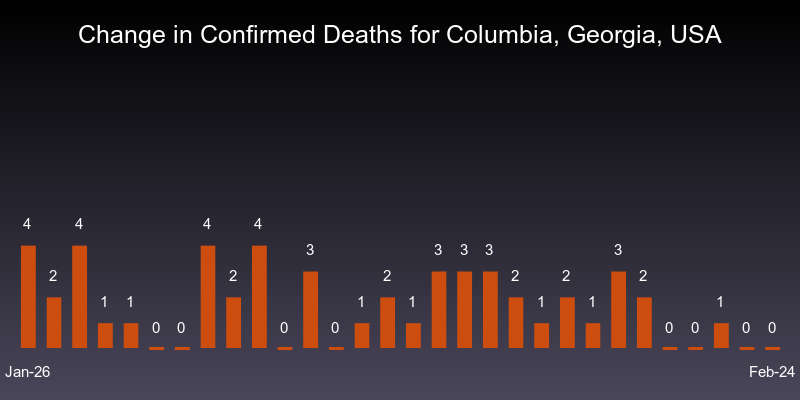 Change in Confirmed Deaths for Columbia, Georgia, USA
4 2 4 1 1 0 0 4 2 4 0 3 0 1 2 1 3 3 3 2 1 2 1 3 2 0 0 1 0 0
Jan-26 Feb-24